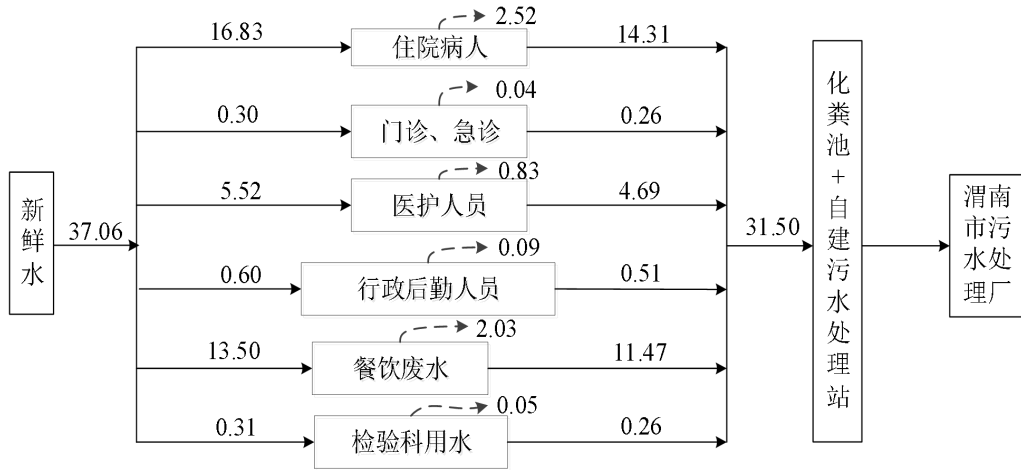 16.83
住院病人
2.52
14.31
0.30
门诊、急诊
0.04
0.26
5.52
医护人员
0.83
4.69
新鲜水
37.06
0.60
行政后勤人员
0.09
0.51
13.50
餐饮废水
2.03
11.47
0.31
检验科用水
0.05
0.26
31.50
化粪池+自建污水处理站
渭南
市污
水处
理厂